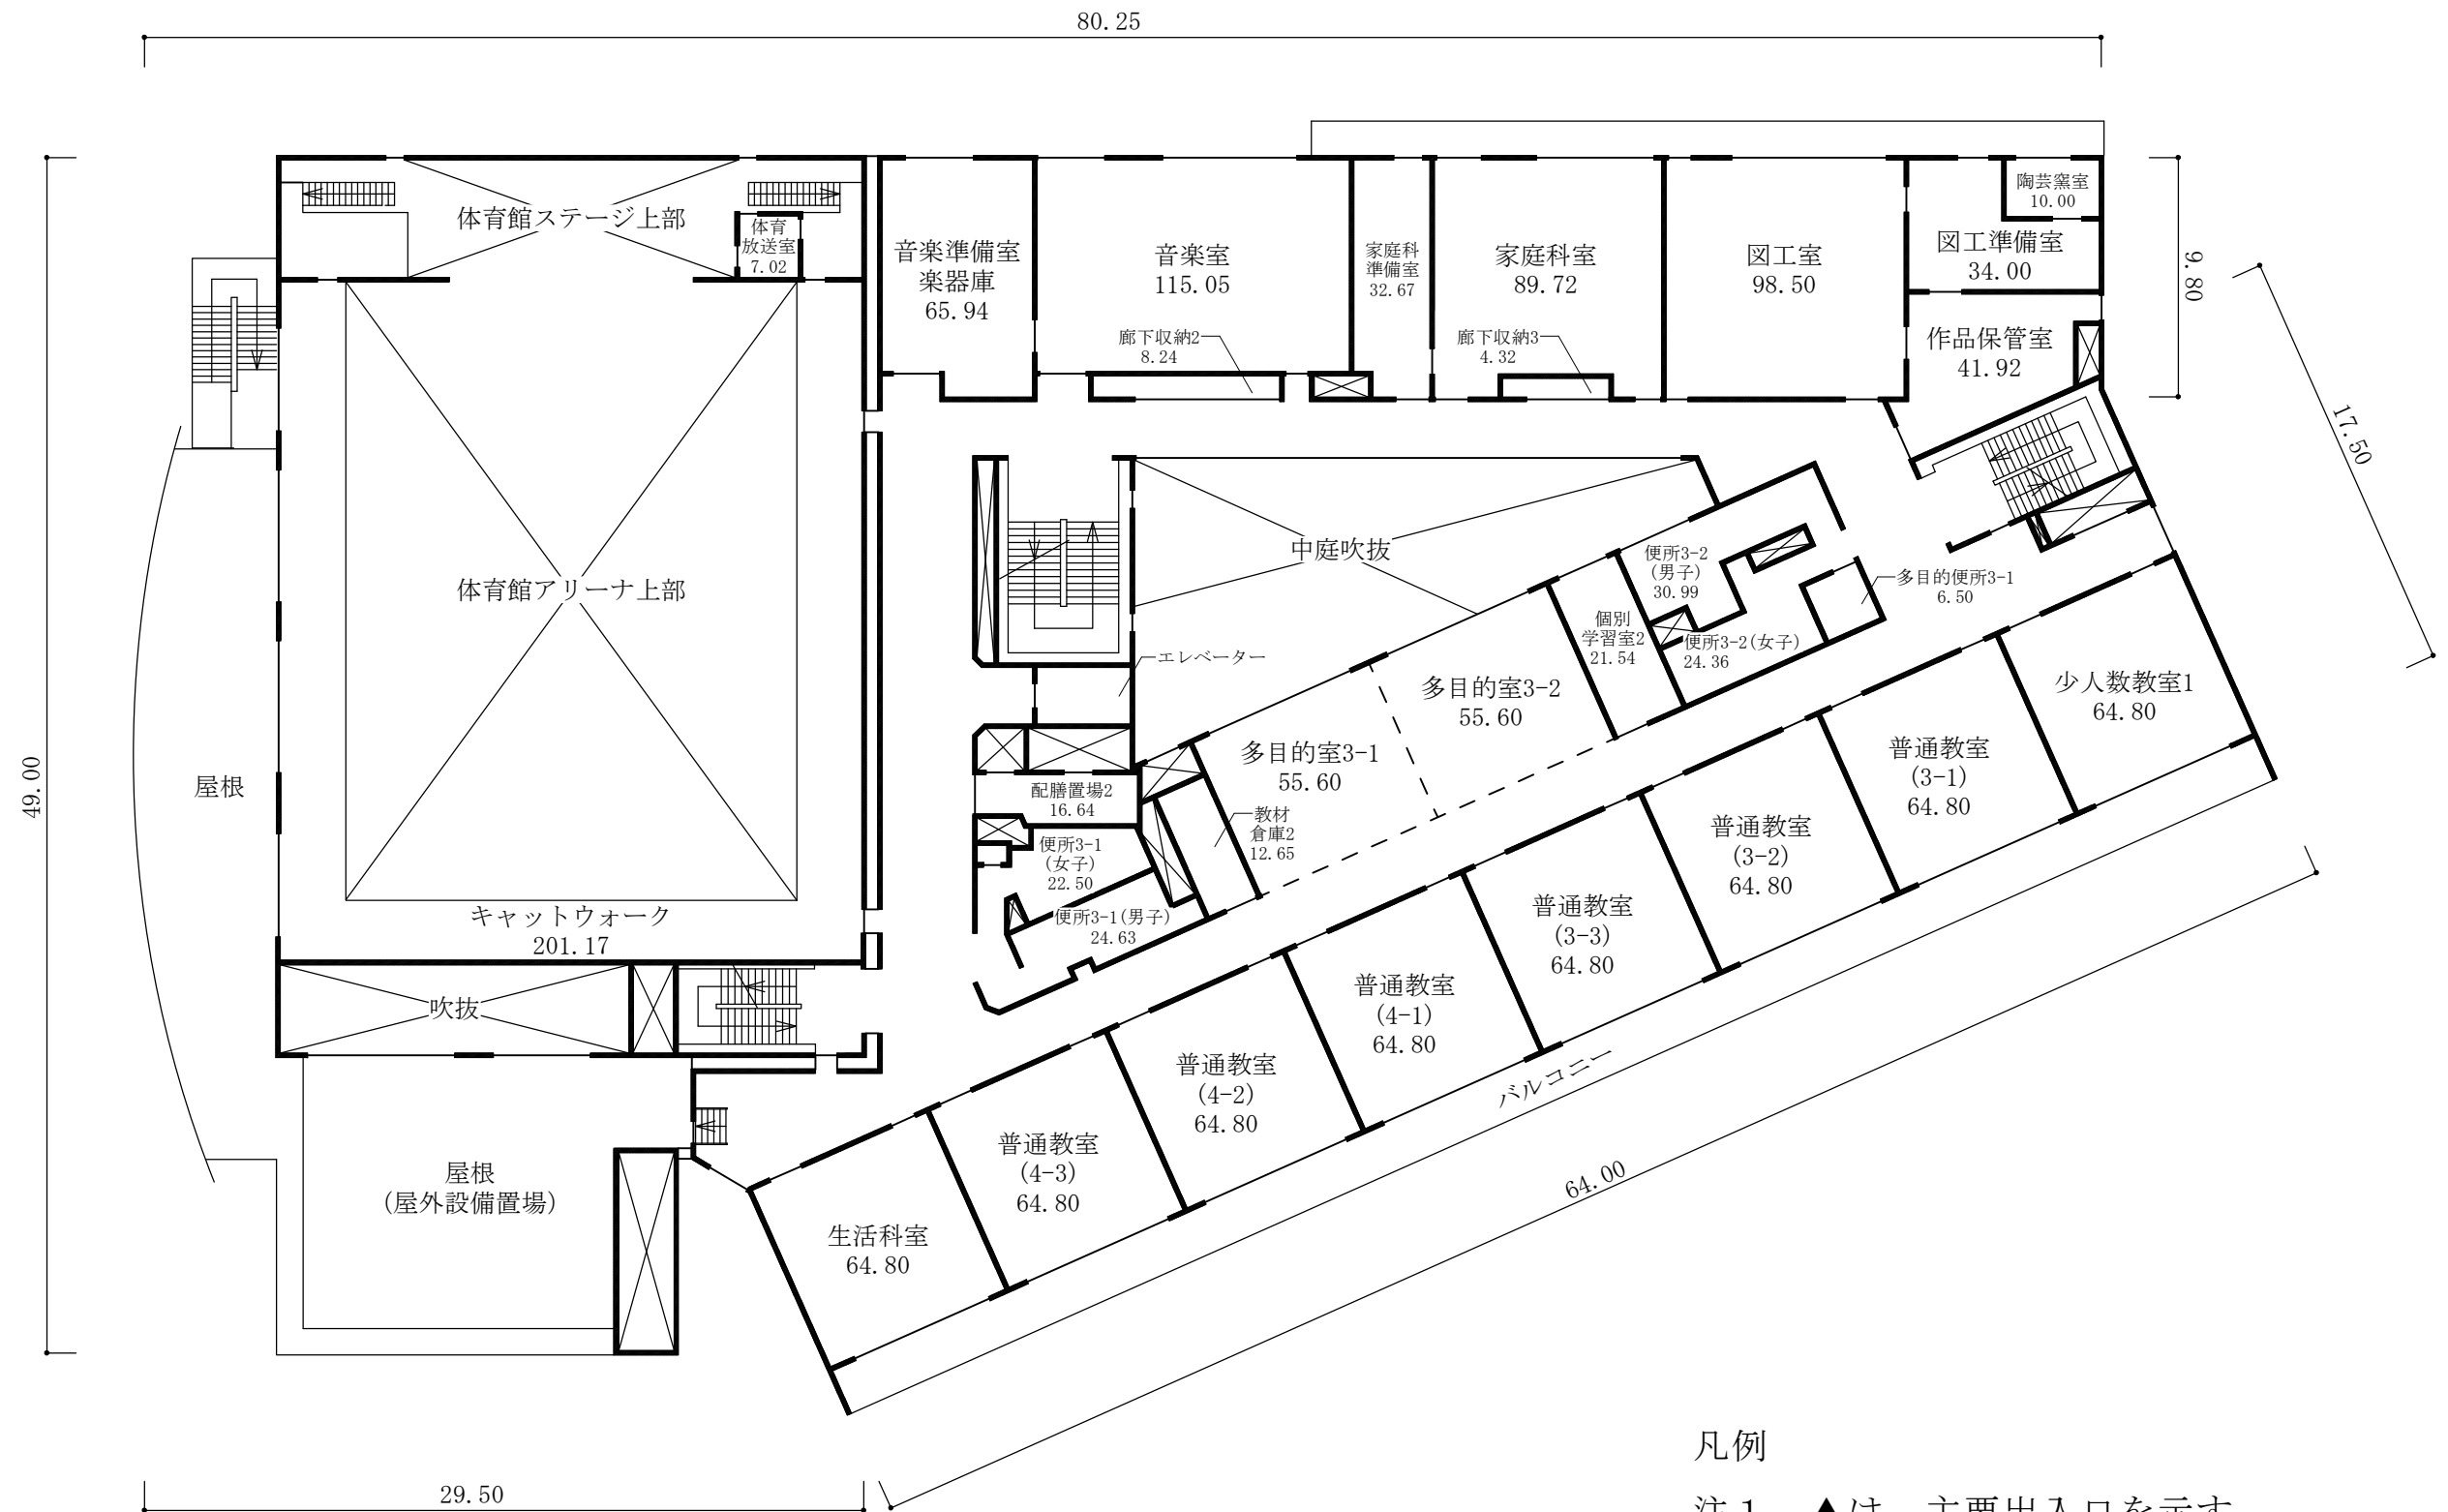 80.25
49.00
9.80
17.50
64.00
29.50
体育館ステージ上部
体育
放送室
7.02
音楽準備室
楽器庫
65.94
音楽室
115.05
廊下収納2
8.24
家庭科
準備室
32.67
家庭科室
89.72
廊下収納3
4.32
図工室
98.50
陶芸窯室
10.00
図工準備室
34.00
作品保管室
41.92
体育館アリーナ上部
中庭吹抜
便所3-2
(男子)
30.99
多目的便所3-1
6.50
個別
学習室2
21.54
便所3-2(女子)
24.36
エレベーター
多目的室3-2
55.60
多目的室3-1
55.60
少人数教室1
64.80
屋根
配膳置場2
16.64
教材
倉庫2
12.65
普通教室
(3-1)
64.80
便所3-1
(女子)
22.50
普通教室
(3-2)
64.80
キャットウォーク
201.17
便所3-1(男子)
24.63
普通教室
(3-3)
64.80
吹抜
普通教室
(4-1)
64.80
普通教室
(4-2)
64.80
バルコニー
屋根
(屋外設備置場)
普通教室
(4-3)
64.80
生活科室
64.80
凡例
注1 ▲は、主要出入口を示す